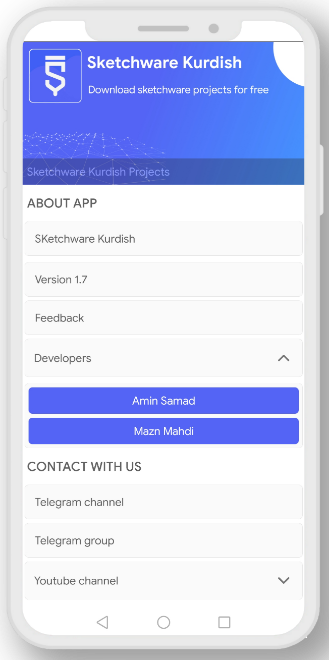 Sketchware Kurdish
Download sketchware projects for free
Sketchware Kurdish Projects
ABOUT APP
SKetchware Kurdish
Version 1.7
Feedback
Developers
Amin Samad
Mazn Mahdi
CONTACT WITH US
Telegram channel
Telegram group
Youtube channel